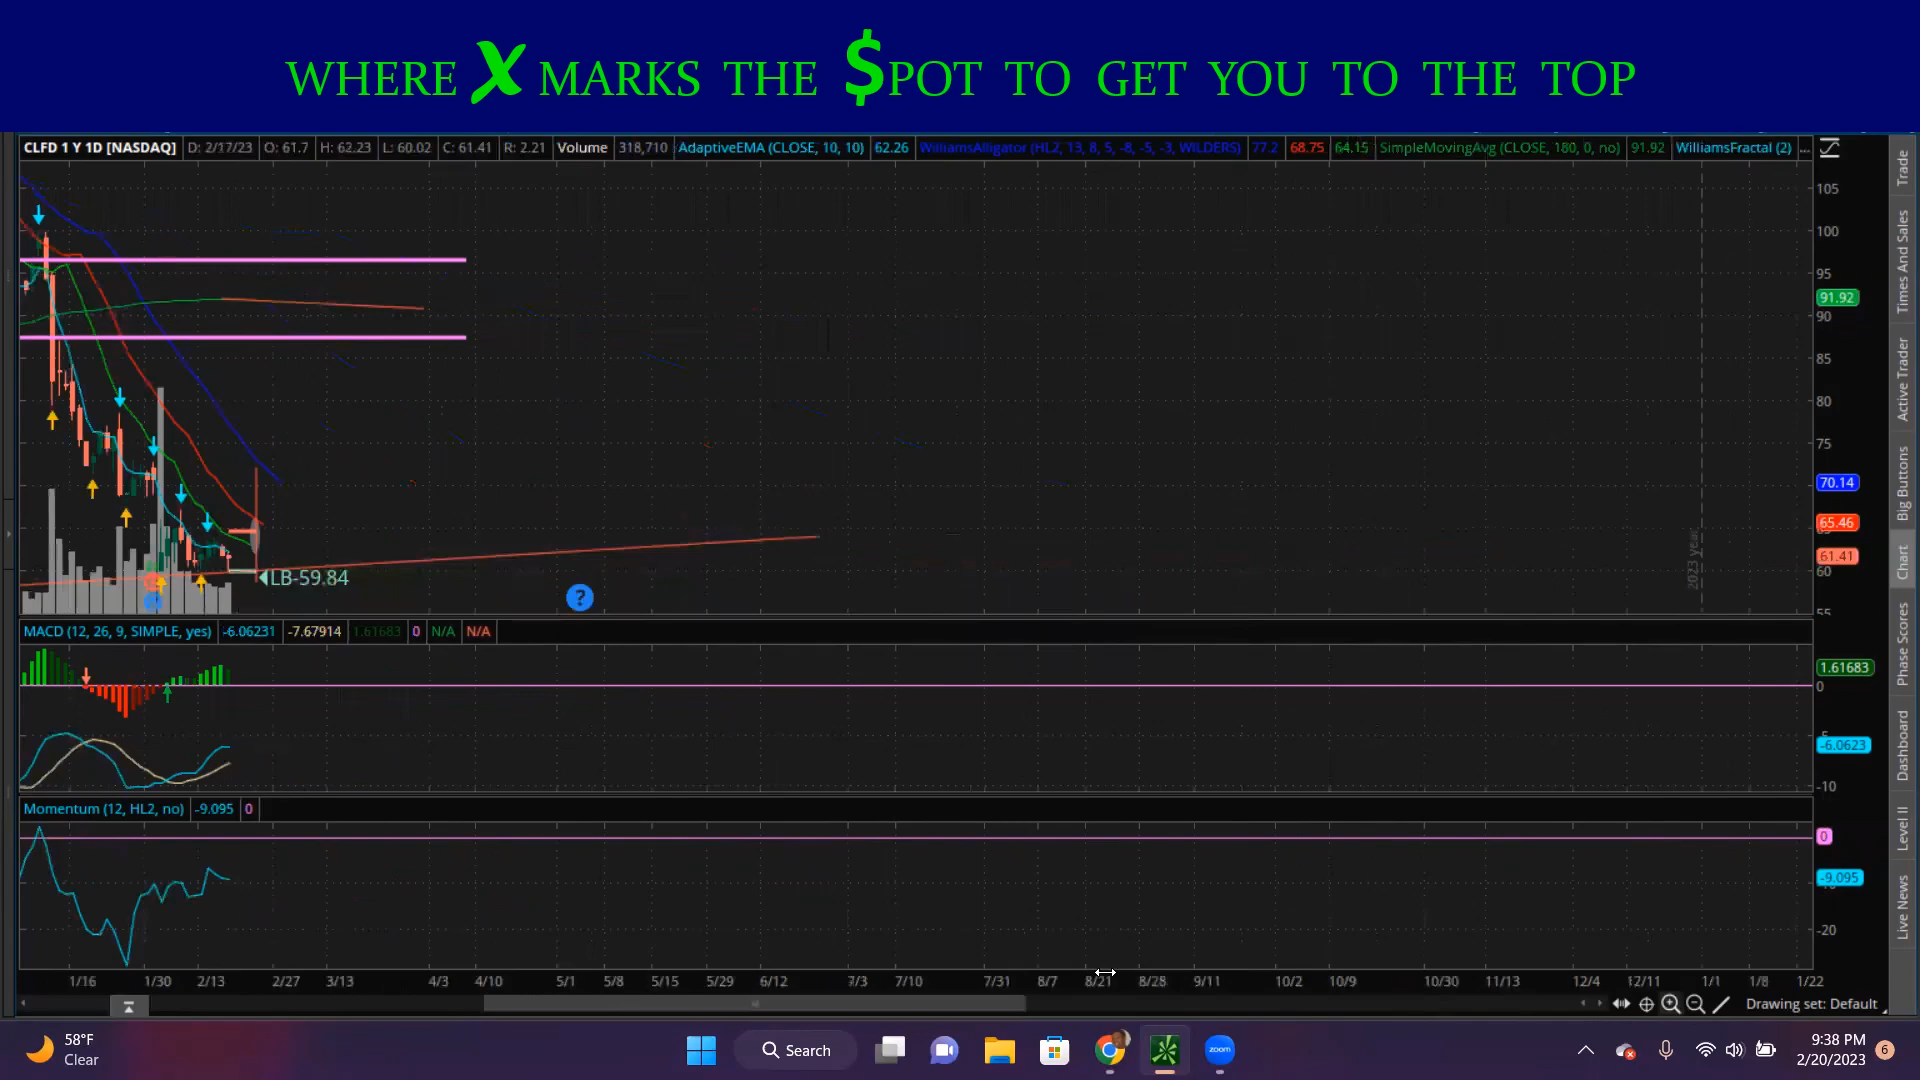 WHERE X MARKS THE $POT TO GET YOU TO THE TOP
CLFD 1 Y 1D [NASDAQ] D: 2/17/23 O: 61.7 H: 62.23 L: 60.02 C: 61.41 R: 2.21 Volume 318,710 AdaptiveEMA (CLOSE, 10, 10) 62.26 WilliamsAlligator (HL2, 13, 8, 5, -8, -5, -3, WILDERS) 77.2 68.75 64.15 SimpleMovingAvg (CLOSE, 180, 0, no) 91.92 WilliamsFractal (2) ...
105
100
95
91.92
90
85
80
75
70.14
65.46
61.41
60
55
2023 year
LB-59.84
?
MACD (12, 26, 9, SIMPLE, yes) -6.06231 -7.67914 1.61683 0 N/A N/A
1.61683
0
-6.0623
-10
Momentum (12, HL2, no) -9.095 0
0
-9.095
-20
1/16 1/30 2/13 2/27 3/13 4/3 4/10 5/1 5/8 5/15 5/29 6/12 7/3 7/10 7/31 8/7 8/21 8/28 9/11 10/2 10/9 10/30 11/13 12/4 12/11 1/1 1/8 1/22
Drawing set: Default
Trade
Times And Sales
Active Trader
Big Buttons
Chart
Phase Scores
Dashboard
Level II
Live News
58°F
Clear
Search
zoom
9:38 PM
2/20/2023
6